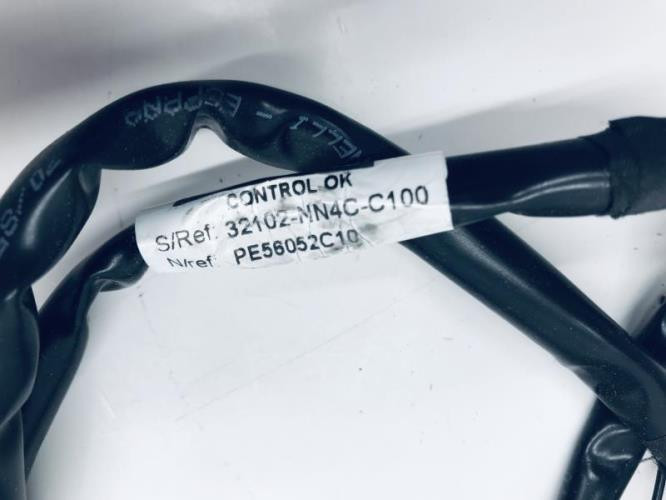 CONTROL OK
S/Ref: 32102-NN4C-C100
N/ref: PE56052C10